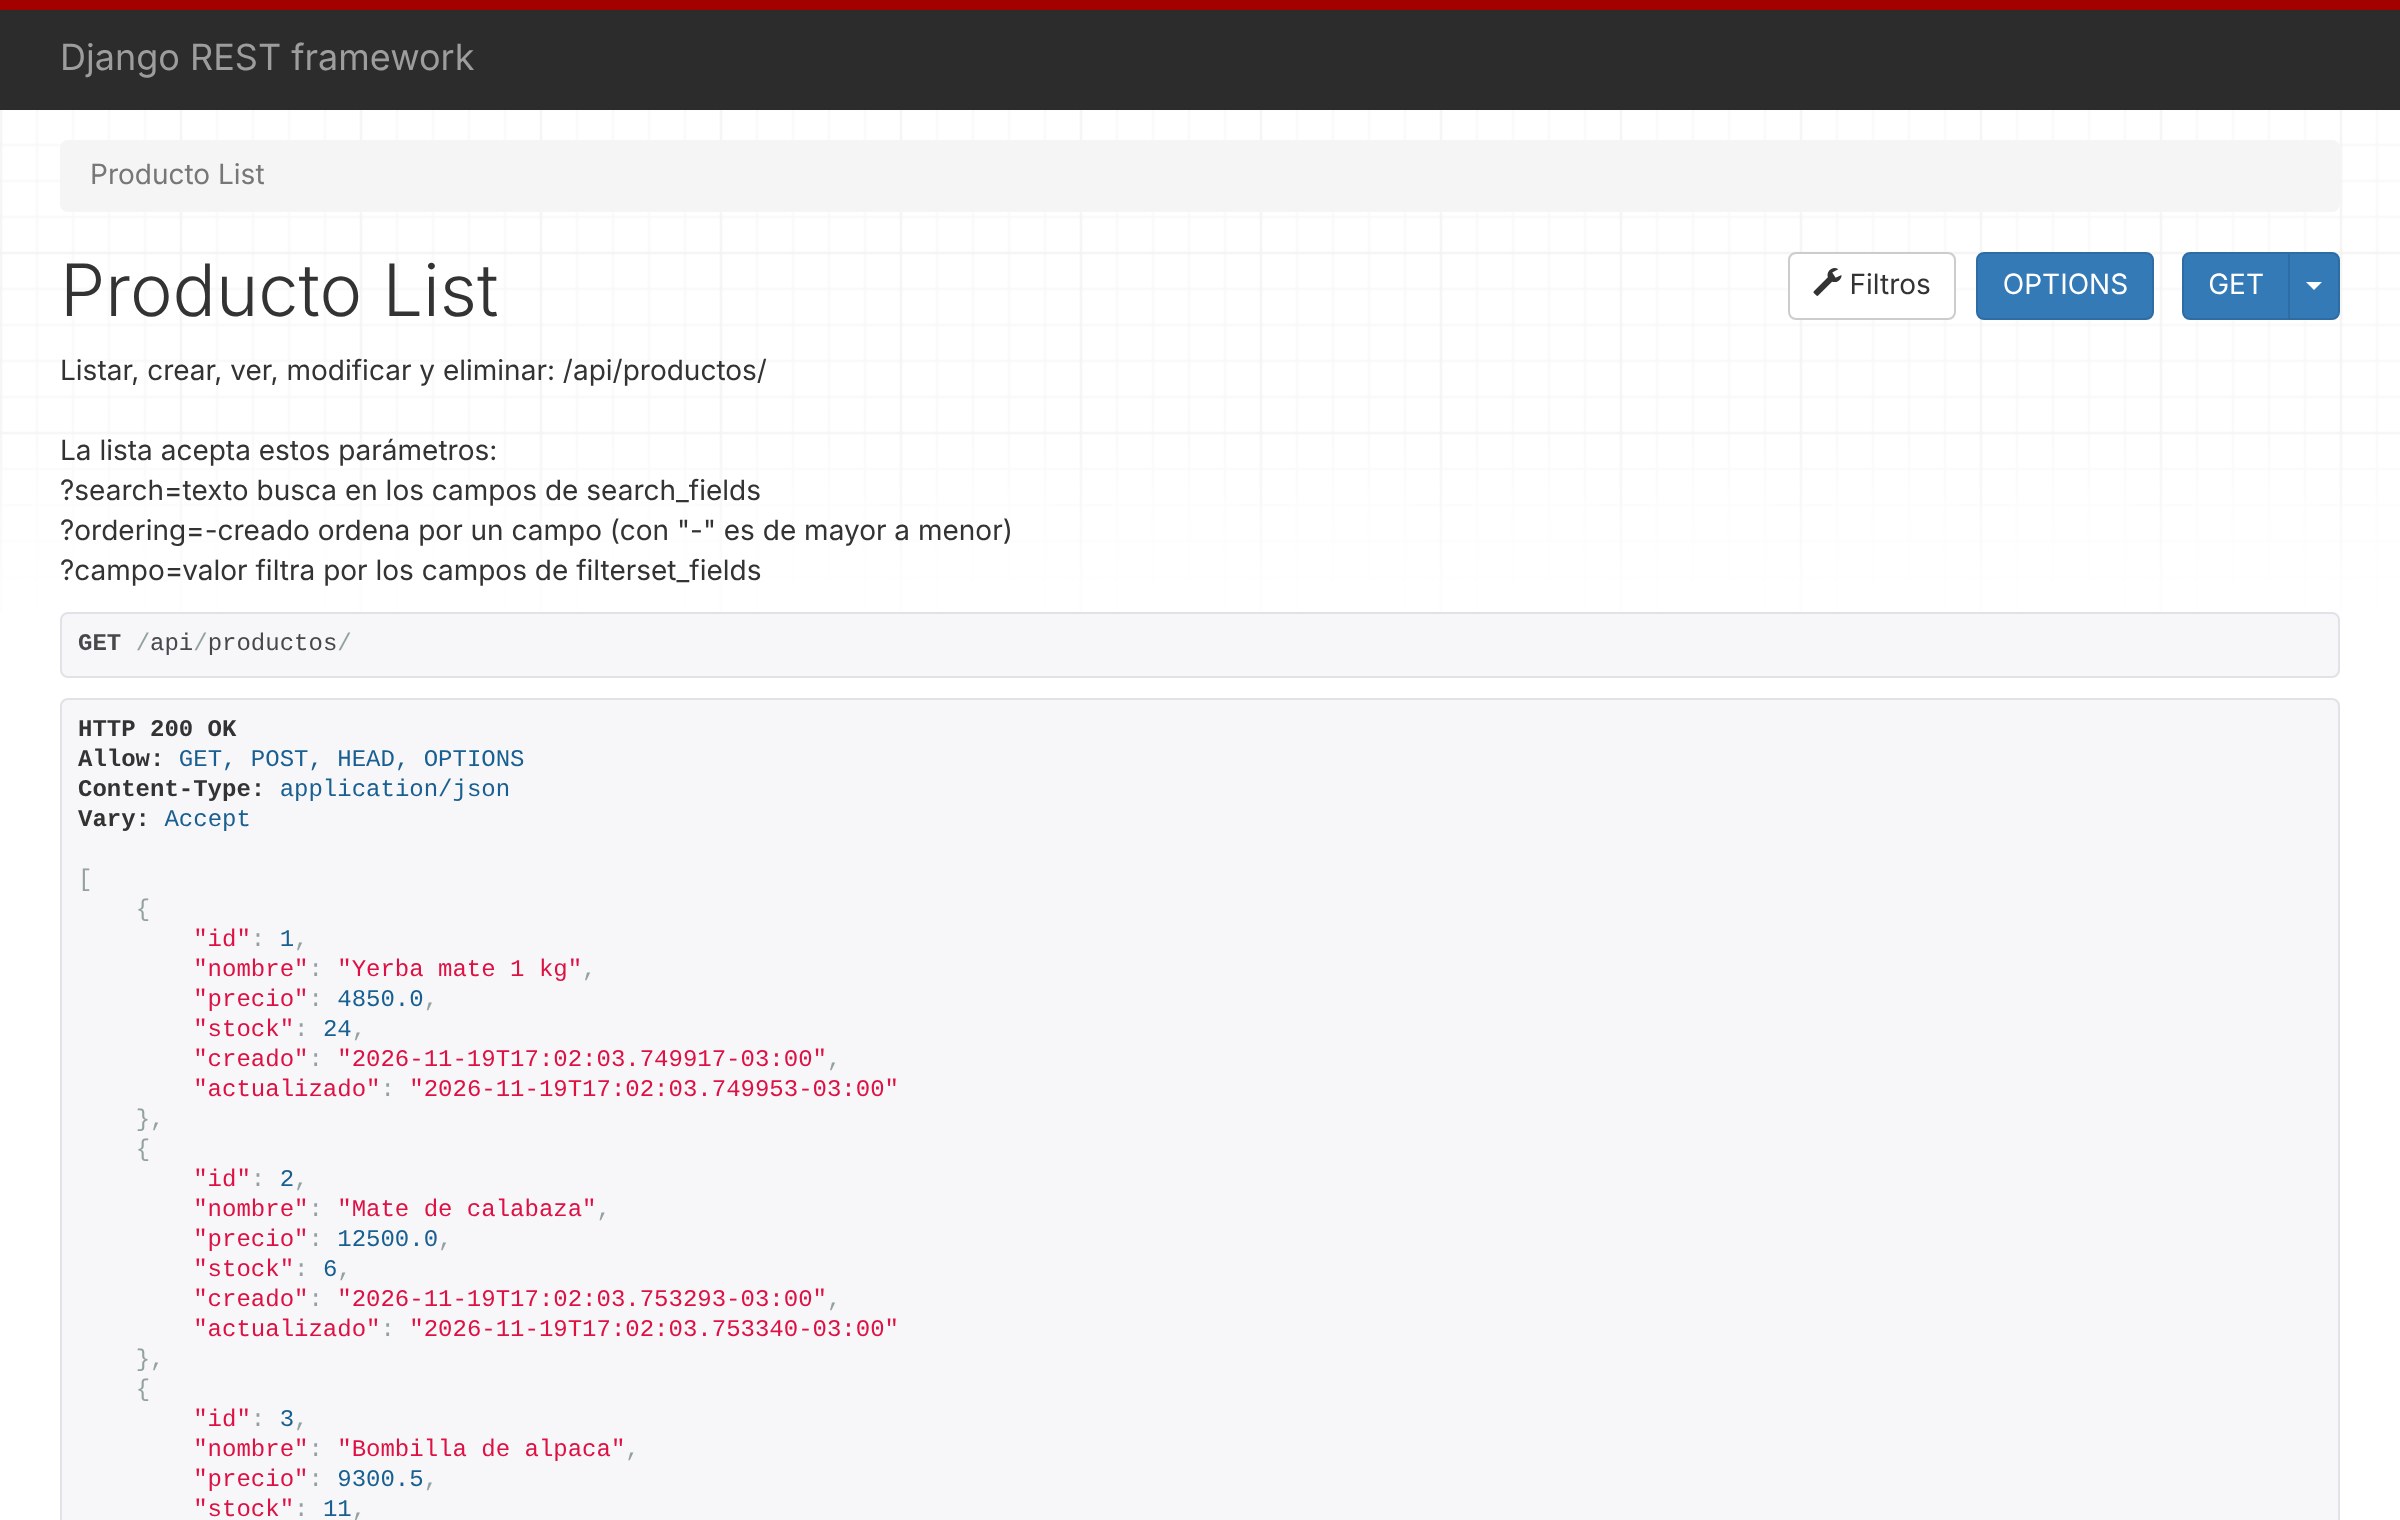 Django REST framework
Producto List
Producto List
Filtros
OPTIONS
GET
Listar, crear, ver, modificar y eliminar: /api/productos/
La lista acepta estos parámetros:
?search=texto busca en los campos de search_fields
?ordering=-creado ordena por un campo (con "-" es de mayor a menor)
?campo=valor filtra por los campos de filterset_fields
GET /api/productos/
HTTP 200 OK
Allow: GET, POST, HEAD, OPTIONS
Content-Type: application/json
Vary: Accept
[
    {
        "id": 1,
        "nombre": "Yerba mate 1 kg",
        "precio": 4850.0,
        "stock": 24,
        "creado": "2026-11-19T17:02:03.749917-03:00",
        "actualizado": "2026-11-19T17:02:03.749953-03:00"
    },
    {
        "id": 2,
        "nombre": "Mate de calabaza",
        "precio": 12500.0,
        "stock": 6,
        "creado": "2026-11-19T17:02:03.753293-03:00",
        "actualizado": "2026-11-19T17:02:03.753340-03:00"
    },
    {
        "id": 3,
        "nombre": "Bombilla de alpaca",
        "precio": 9300.5,
        "stock": 11,